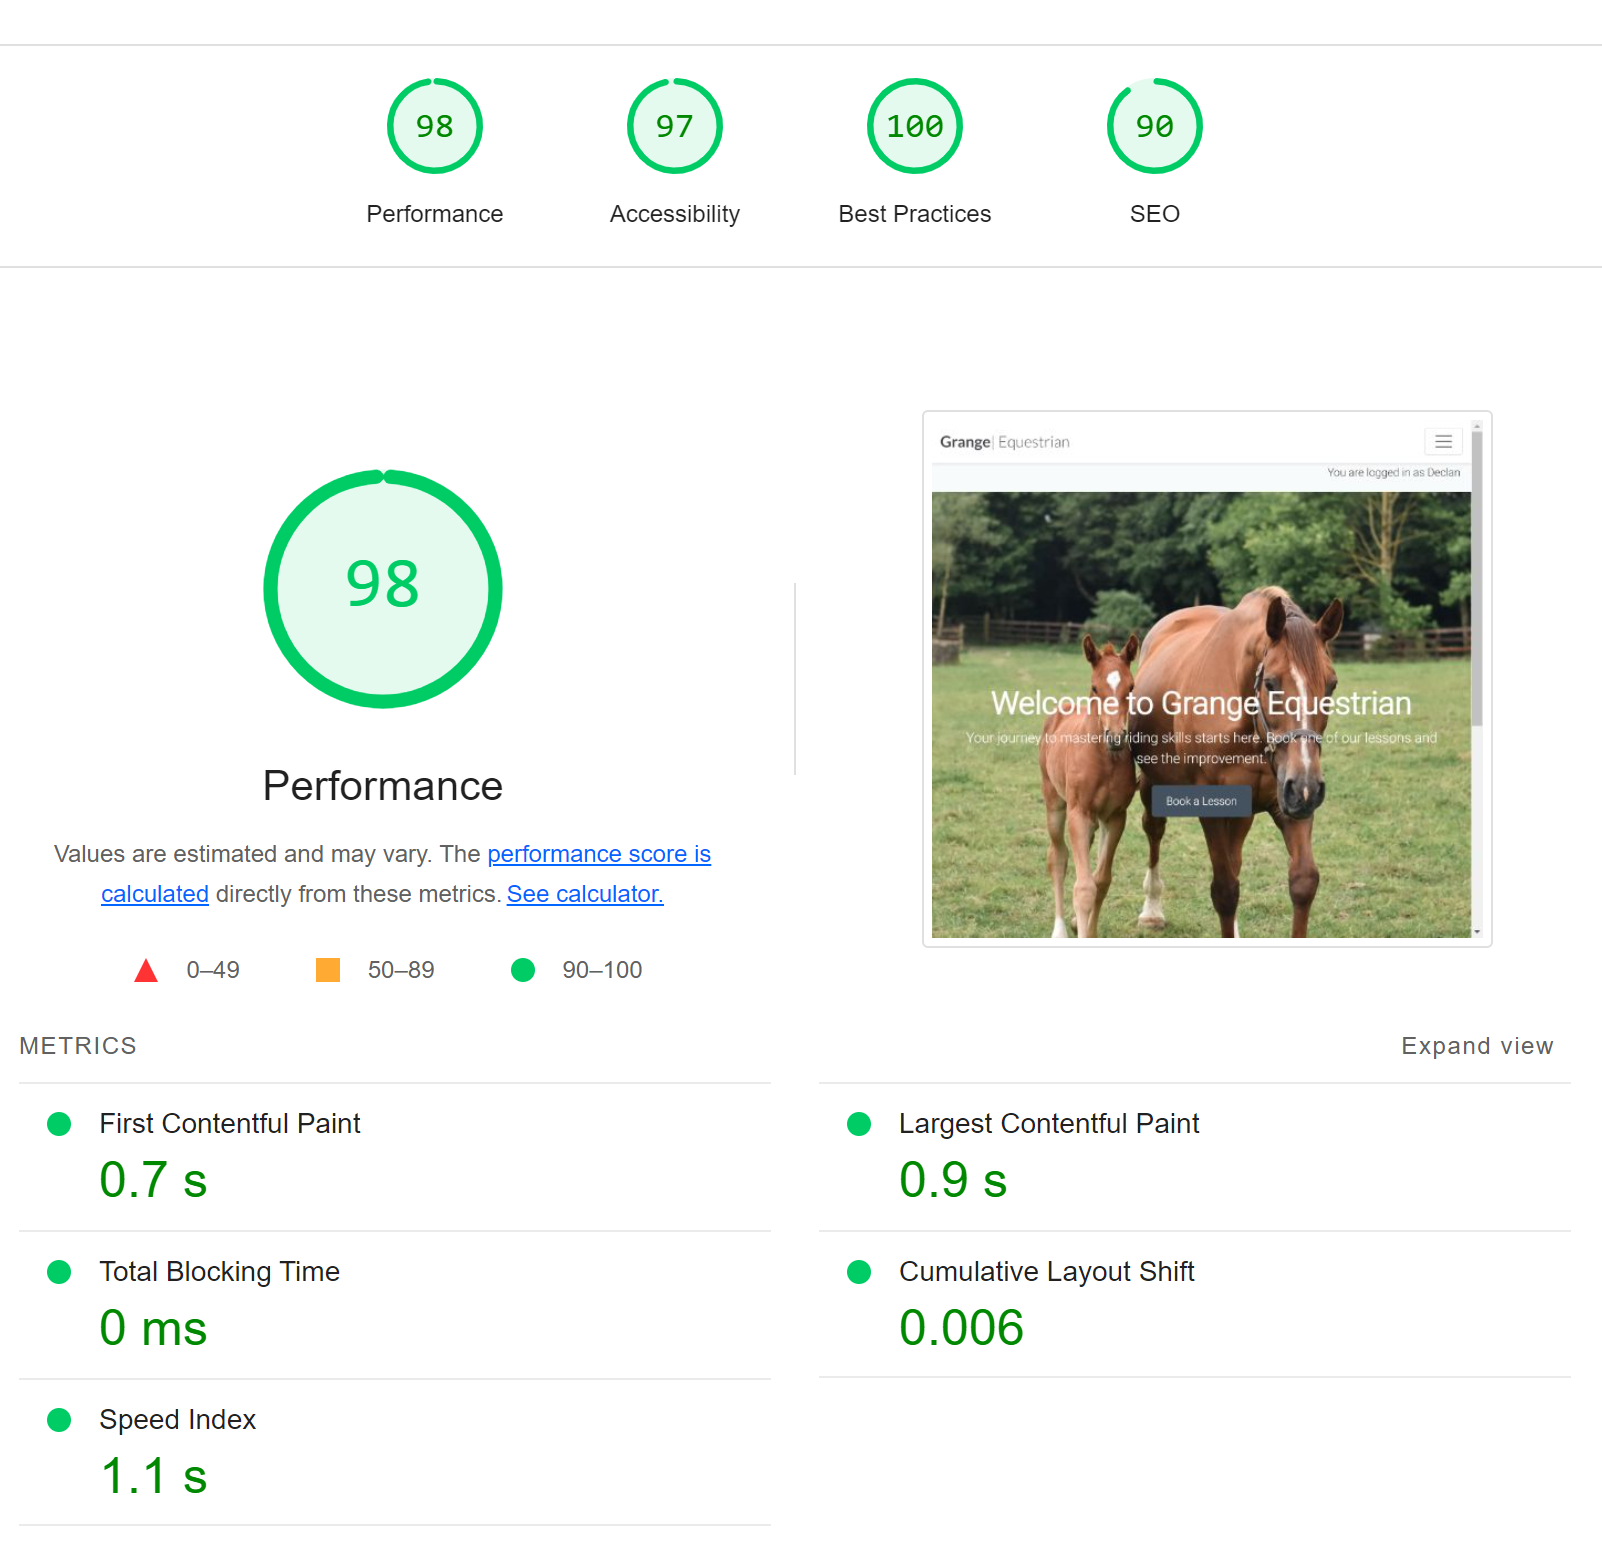 98
97
100
90
Performance
Accessibility
Best Practices
SEO
98
Performance
Values are estimated and may vary. The performance score is
calculated directly from these metrics. See calculator.
0–49
50–89
90–100
Grange| Equestrian
You are logged in as Declan
Welcome to Grange Equestrian
Your journey to mastering riding skills starts here. Book one of our lessons and
see the improvement.
Book a Lesson
METRICS
Expand view
First Contentful Paint
0.7 s
Largest Contentful Paint
0.9 s
Total Blocking Time
0 ms
Cumulative Layout Shift
0.006
Speed Index
1.1 s